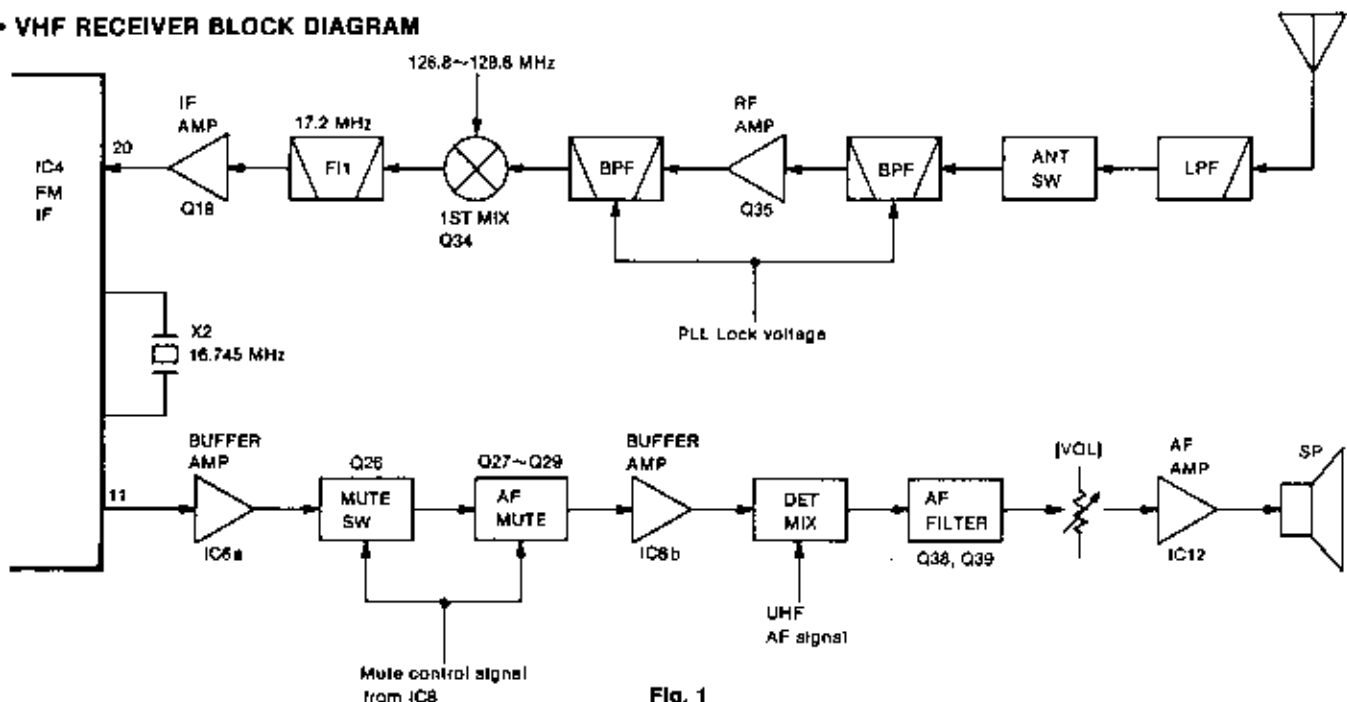 • VHF RECEIVER BLOCK DIAGRAM
126.8~128.8 MHz
IF
AMP
17.2 MHz
RF
AMP
20
IC4
FM
IF
FI1
BPF
BPF
ANT
SW
LPF
Q18
1ST MIX
Q34
Q35
X2
16.745 MHz
PLL Lock voltage
BUFFER
AMP
Q26
Q27~Q29
BUFFER
AMP
[VOL]
AF
AMP
SP
11
MUTE
SW
AF
MUTE
DET
MIX
AF
FILTER
IC6a
IC6b
Q38, Q39
IC12
UHF
AF signal
Mute control signal
from IC8
Fig. 1